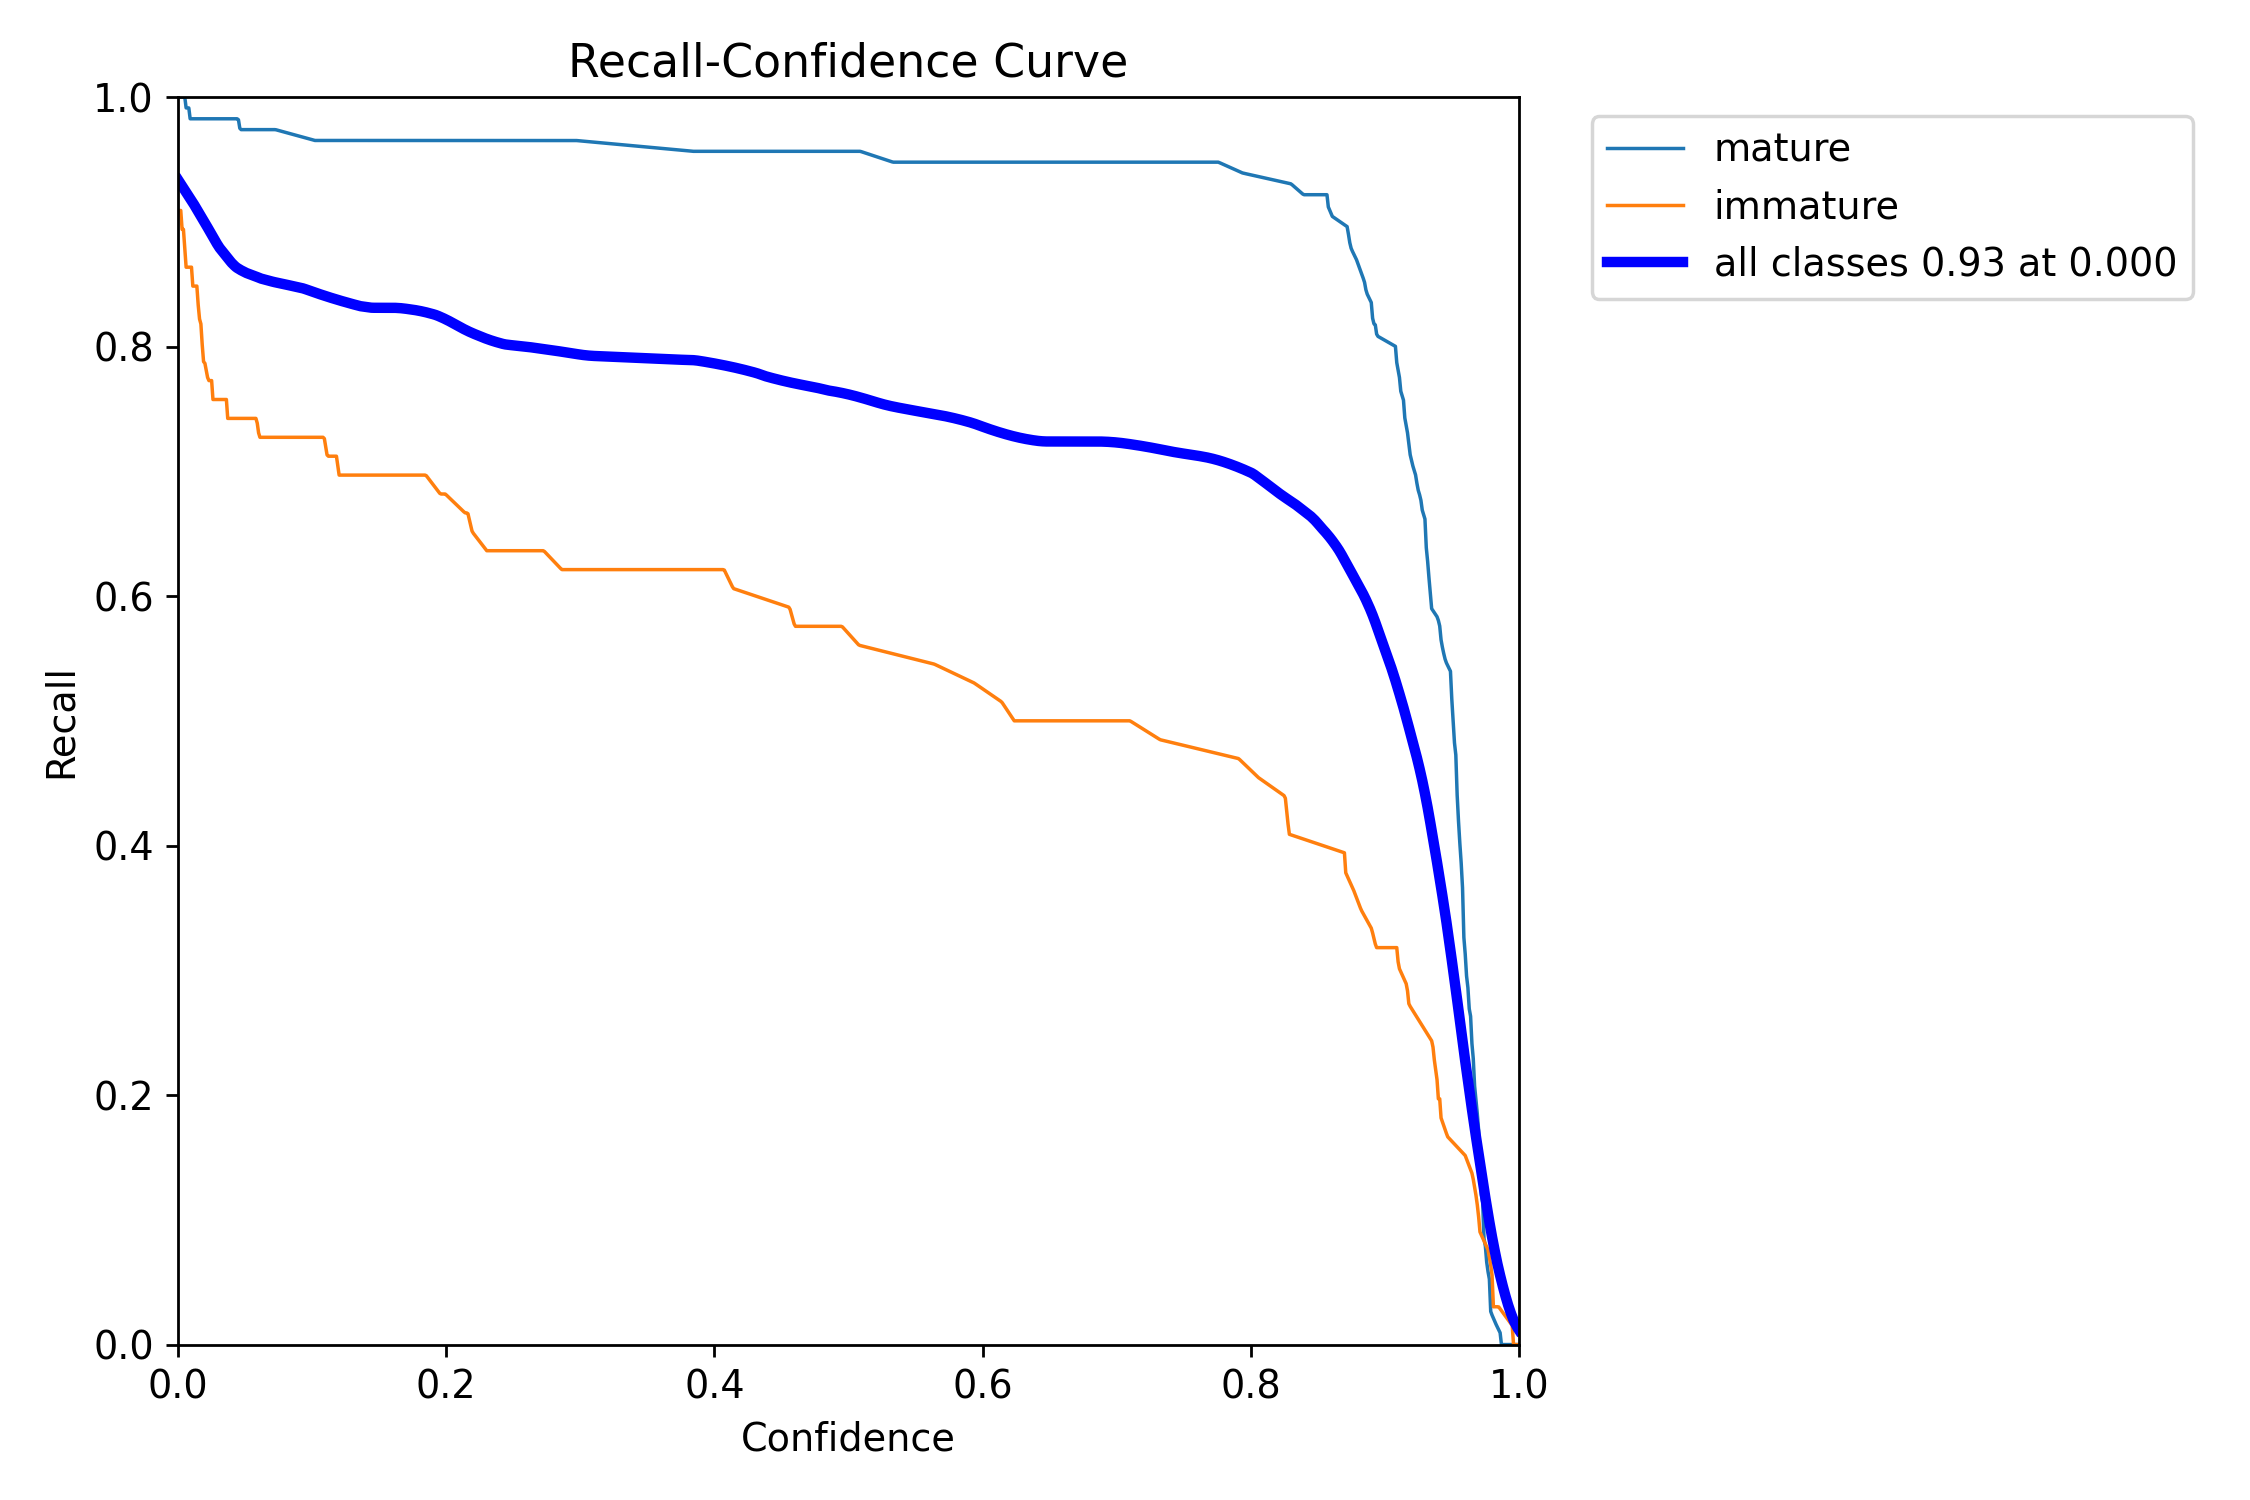 Recall-Confidence Curve
1.0
0.8
0.6
0.4
0.2
0.0
Recall
0.0 0.2 0.4 0.6 0.8 1.0
Confidence
mature
immature
all classes 0.93 at 0.000